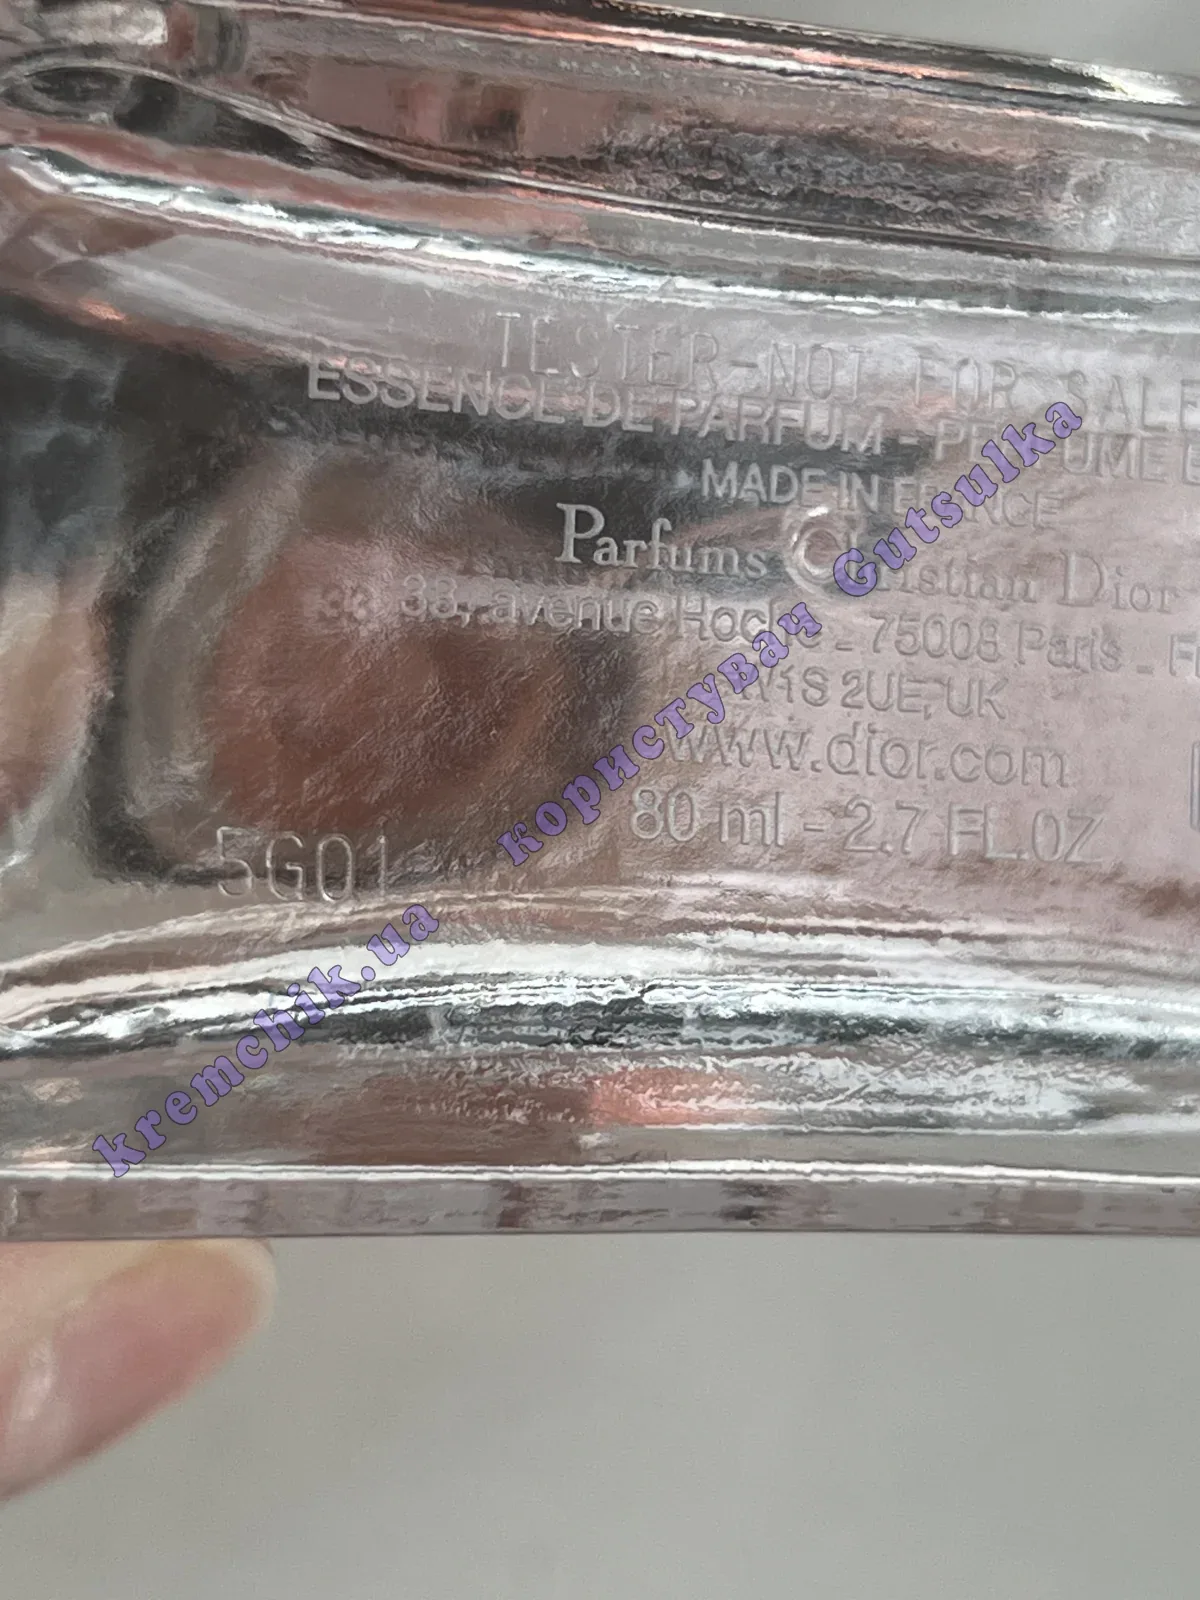 TESTER-NOT FOR SALE
ESSENCE DE PARFUM - PERFUME
MADE IN FRANCE
Parfums Christian Dior
33, avenue Hoche - 75008 Paris -
W1S 2UE, UK
www.dior.com
80 ml - 2.7 FL.OZ
5G01
kremchik.ua користувач Gutsulka